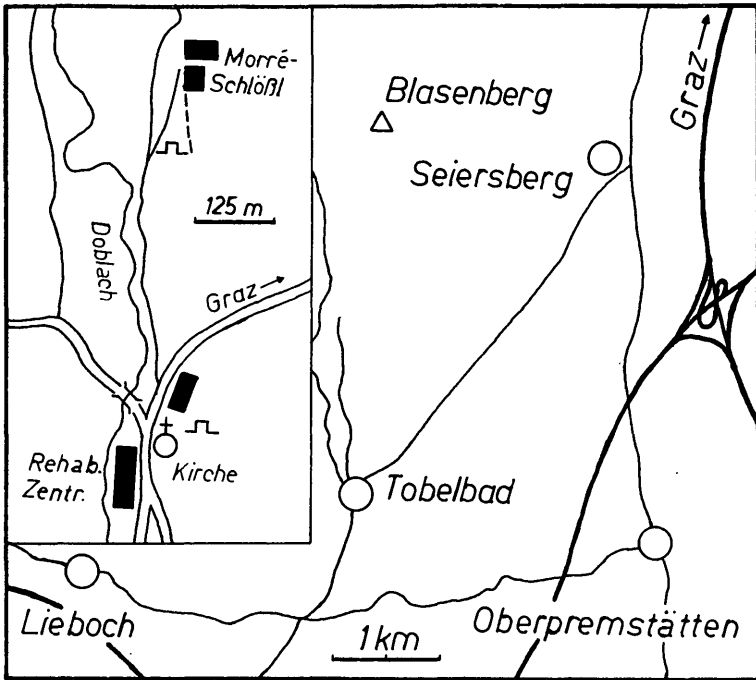 Morré-
Schlößl
125 m
Doblach
Graz
Rehab.
Zentr.
Kirche
Blasenberg
Seiersberg
Graz
Tobelbad
Lieboch
1km
Oberpremstätten